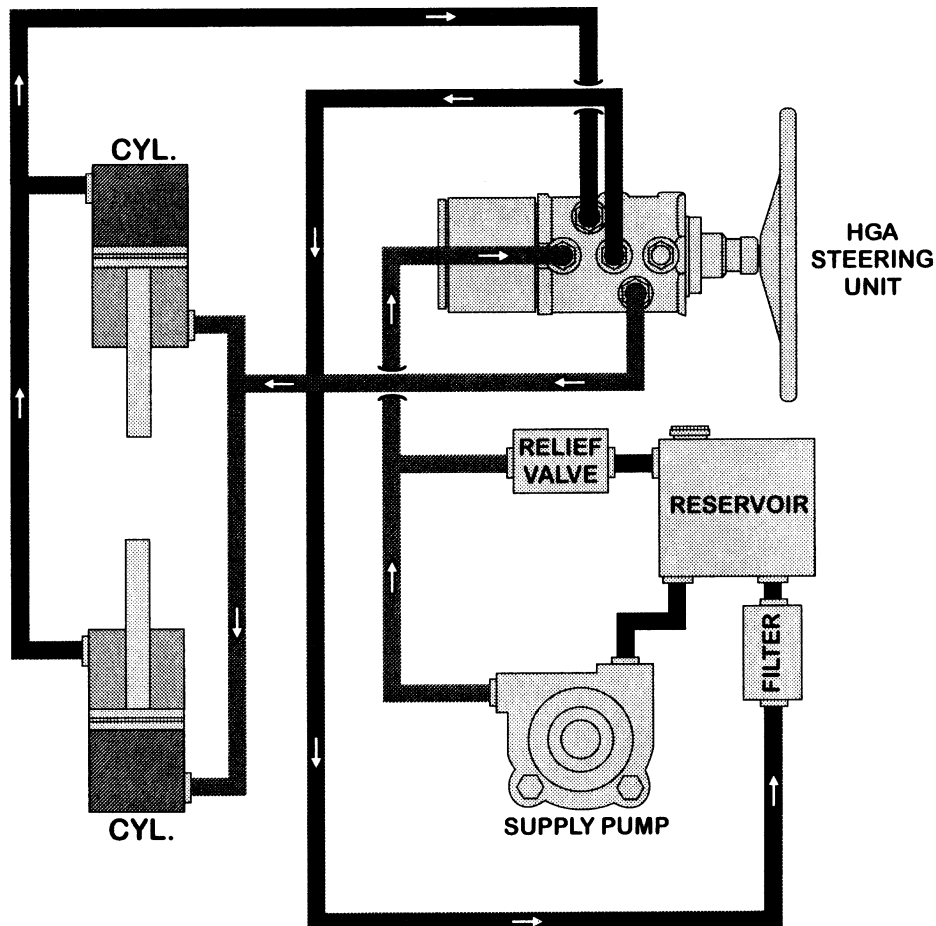 CYL.
HGA
STEERING
UNIT
RELIEF
VALVE
RESERVOIR
FILTER
SUPPLY PUMP
CYL.